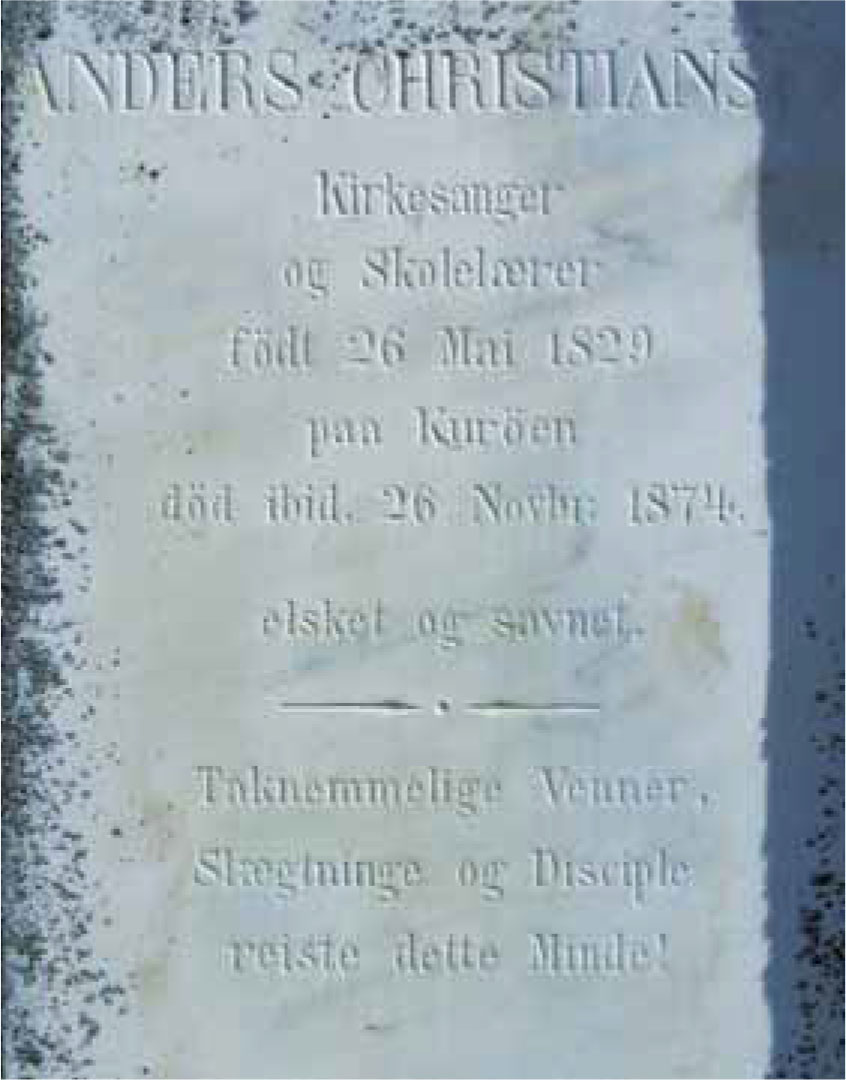 ANDERS CHRISTIANS
Kirkesanger
og Skolelærer
födt 26 Mai 1829
paa Kuröen
död ibid. 26 Novbr: 1874.
elsket og savnet.
Taknemmelige Venner,
Slægtninge og Disciple
reiste dette Minde!